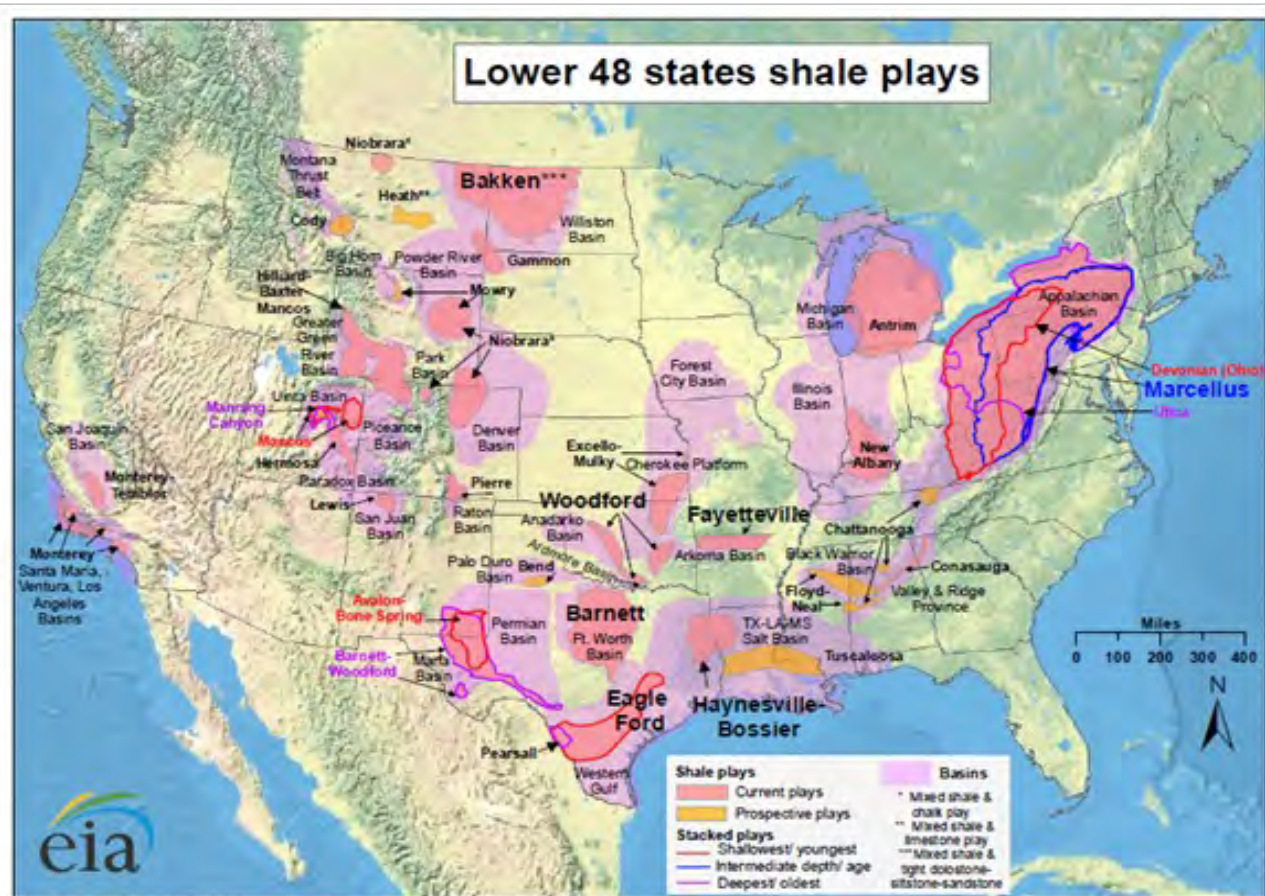 Lower 48 states shale plays
Niobrara*
Montana
Thrust
Belt
Bakken***
Heath**
Cody
Williston
Basin
Big Horn
Basin
Powder River
Basin
Gammon
Hilliard-
Baxter-
Mancos
Mowry
Greater
Green
River
Basin
Niobrara*
Park
Basin
Michigan
Basin
Antrim
Appalachian
Basin
Devonian (Ohio)
Marcellus
Utica
Forest
City Basin
Illinois
Basin
Uinta Basin
Manning
Canyon
Mancos
Piceance
Basin
Denver
Basin
San Joaquin
Basin
Hermosa
Paradox Basin
Excello-
Mulky
Cherokee Platform
New
Albany
Monterey-
Temblor
Lewis
San Juan
Basin
Pierre
Raton
Basin
Woodford
Anadarko
Basin
Fayetteville
Arkoma Basin
Chattanooga
Black Warrior
Basin
Conasauga
Monterey
Santa Maria,
Ventura, Los
Angeles
Basins
Palo Duro
Basin
Bend
Ardmore Basin
Floyd-
Neal
Valley & Ridge
Province
Avalon-
Bone Spring
Permian
Basin
Barnett
Ft. Worth
Basin
TX-LA-MS
Salt Basin
Tuscaloosa
Barnett-
Woodford
Marfa
Basin
Miles
0 100 200 300 400
N
Eagle
Ford
Haynesville-
Bossier
Pearsall
Western
Gulf
Shale plays
Current plays
Prospective plays
Stacked plays
Shallowest/ youngest
Intermediate depth/ age
Deepest/ oldest
Basins
* Mixed shale &
chalk play
** Mixed shale &
limestone play
*** Mixed shale &
tight dolostone-
siltstone-sandstone
eia